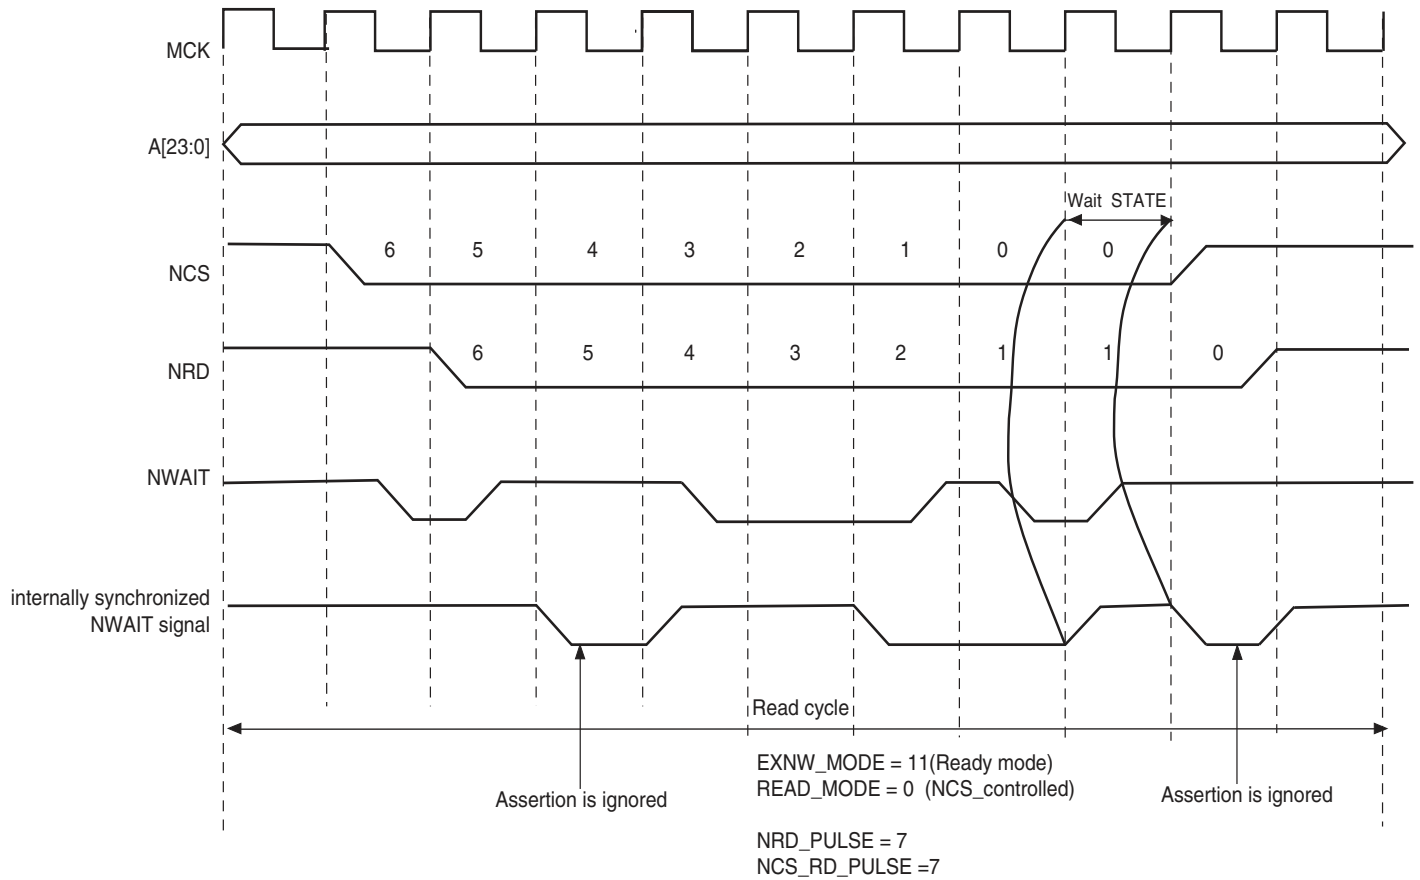 MCK
A[23:0]
Wait STATE
NCS
6 5 4 3 2 1 0 0
NRD
6 5 4 3 2 1 1 0
NWAIT
internally synchronized
NWAIT signal
Read cycle
EXNW_MODE = 11(Ready mode)
READ_MODE = 0 (NCS_controlled)
Assertion is ignored
Assertion is ignored
NRD_PULSE = 7
NCS_RD_PULSE =7